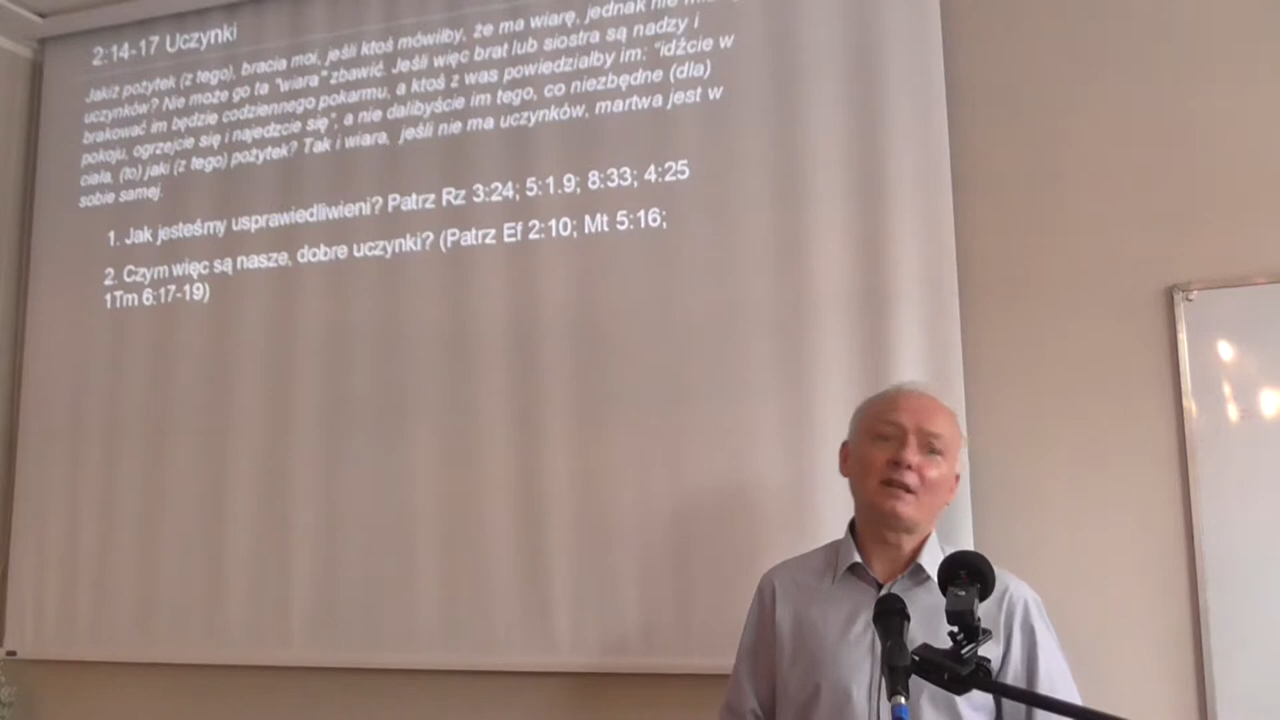 2:14-17 Uczynki
Jakiż pożytek (z tego), bracia moi, jeśli ktoś mówiłby, że ma wiarę, jednak nie
uczynków? Nie może go ta "wiara" zbawić. Jeśli więc brat lub siostra są nadzy i
brakować im będzie codziennego pokarmu, a ktoś z was powiedziałby im: "idźcie w
pokoju, ogrzejcie się i najedzcie się", a nie dalibyście im tego, co niezbędne (dla)
ciała, (to) jaki (z tego) pożytek? Tak i wiara, jeśli nie ma uczynków, martwa jest w
sobie samej.
1. Jak jesteśmy usprawiedliwieni? Patrz Rz 3:24; 5:1.9; 8:33; 4:25
2. Czym więc są nasze, dobre uczynki? (Patrz Ef 2:10; Mt 5:16;
1Tm 6:17-19)